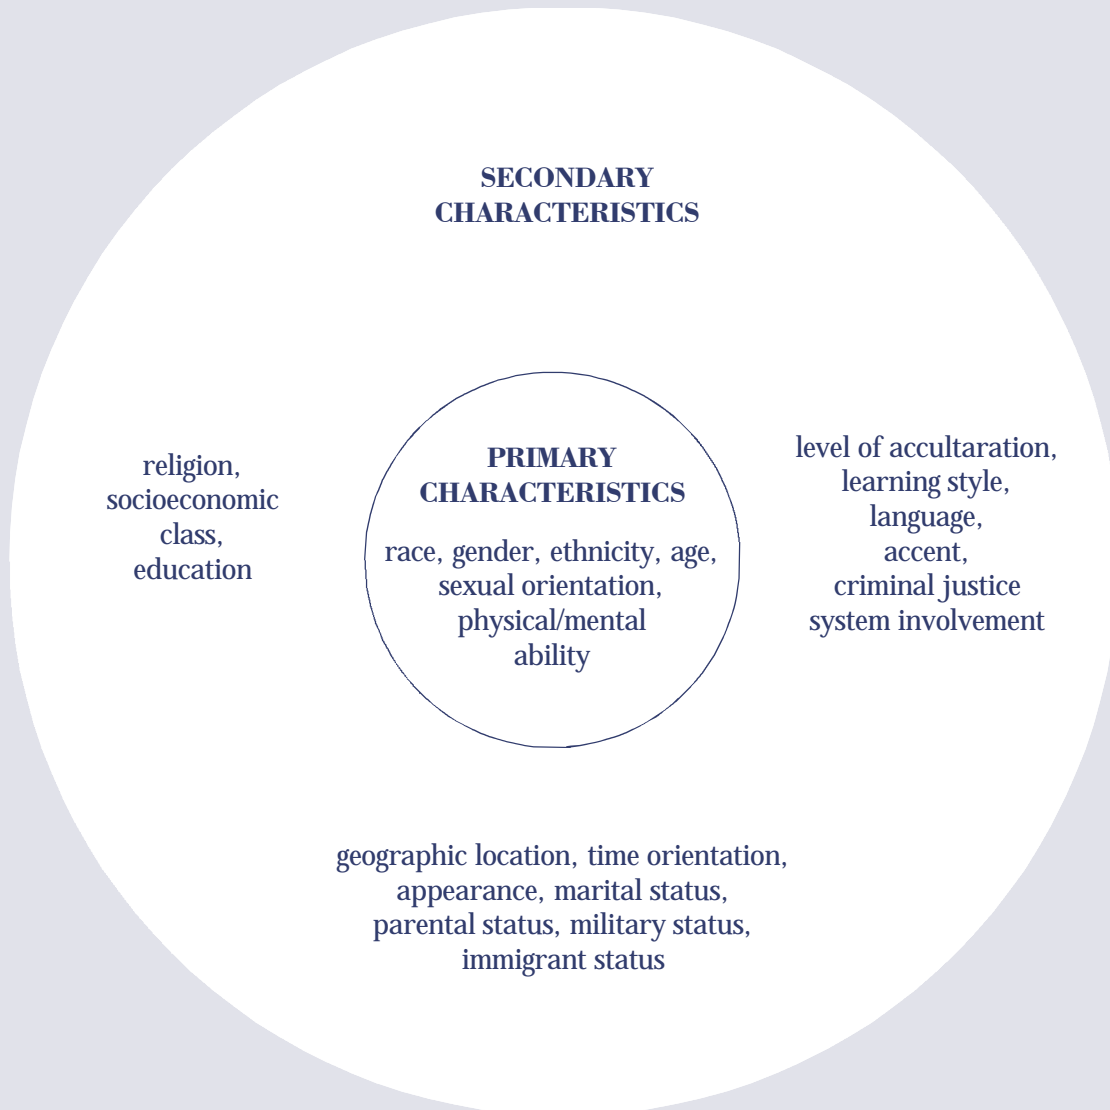 SECONDARY
CHARACTERISTICS
religion,
socioeconomic
class,
education
PRIMARY
CHARACTERISTICS
race, gender, ethnicity, age,
sexual orientation,
physical/mental
ability
level of accultaration,
learning style,
language,
accent,
criminal justice
system involvement
geographic location, time orientation,
appearance, marital status,
parental status, military status,
immigrant status